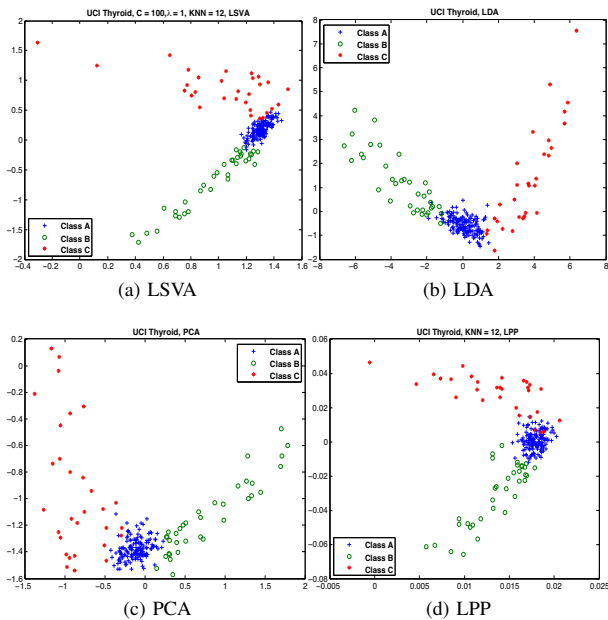 UCI Thyroid, C = 100,λ = 1, KNN = 12, LSVA
2
1.5
1
0.5
0
−0.5
−1
−1.5
−2
−0.4 −0.2 0 0.2 0.4 0.6 0.8 1 1.2 1.4 1.6
Class A
Class B
Class C
(a) LSVA
UCI Thyroid, LDA
8
7
6
5
4
3
2
1
0
−1
−2
−8 −6 −4 −2 0 2 4 6 8
Class A
Class B
Class C
(b) LDA
UCI Thyroid, PCA
0.2
0
−0.2
−0.4
−0.6
−0.8
−1
−1.2
−1.4
−1.6
−1.5 −1 −0.5 0 0.5 1 1.5 2
Class A
Class B
Class C
(c) PCA
UCI Thyroid, KNN = 12, LPP
0.06
0.04
0.02
0
−0.02
−0.04
−0.06
−0.08
−0.005 0 0.005 0.01 0.015 0.02 0.025
Class A
Class B
Class C
(d) LPP